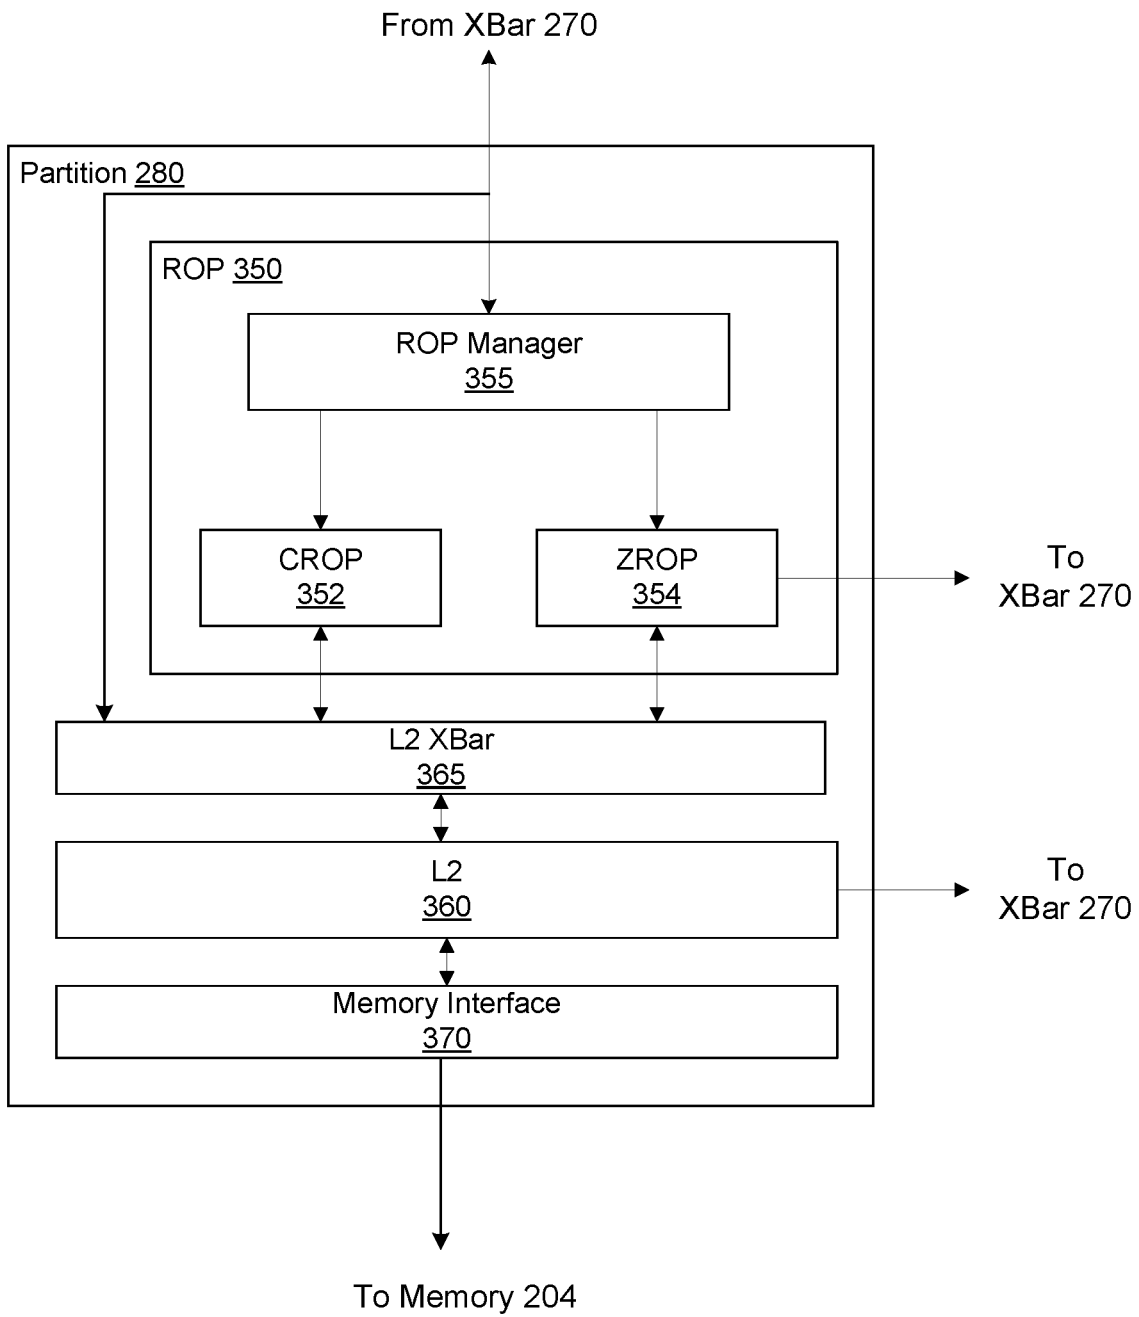 From XBar 270
Partition 280
ROP 350
ROP Manager
355
CROP
352
ZROP
354
To
XBar 270
L2 XBar
365
L2
360
To
XBar 270
Memory Interface
370
To Memory 204